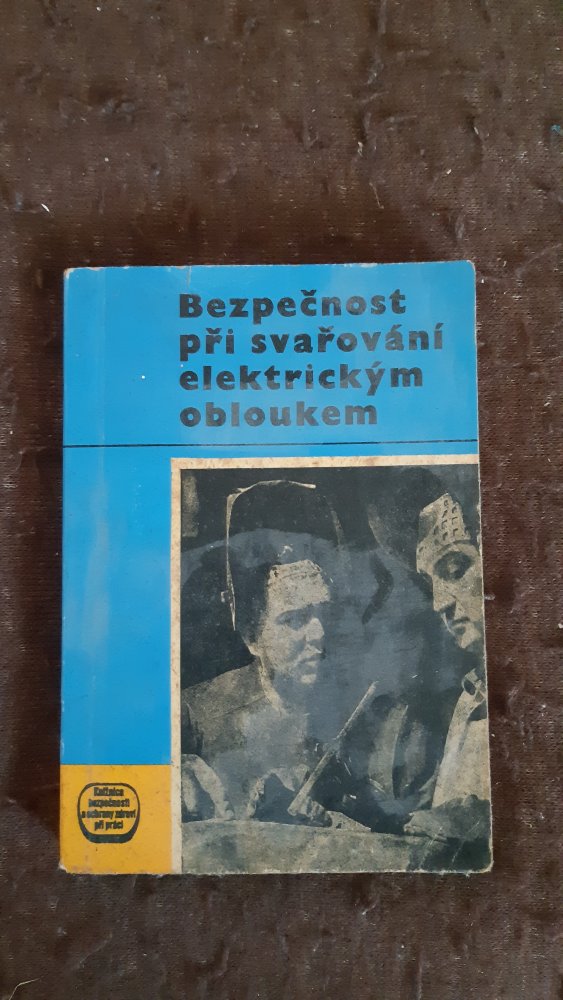 Bezpečnost
při svařování
elektrickým
obloukem
Knižnice
bezpečnosti
a ochrany zdraví
při práci